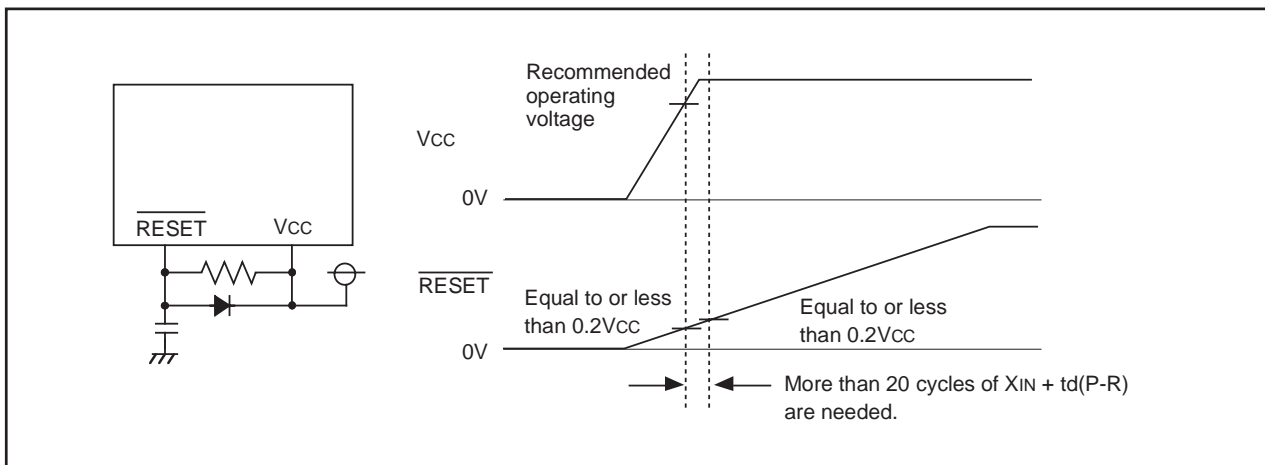 RESET
VCC
Recommended
operating
voltage
VCC
0V
RESET
Equal to or less
than 0.2VCC
Equal to or less
than 0.2VCC
0V
More than 20 cycles of XIN + td(P-R)
are needed.